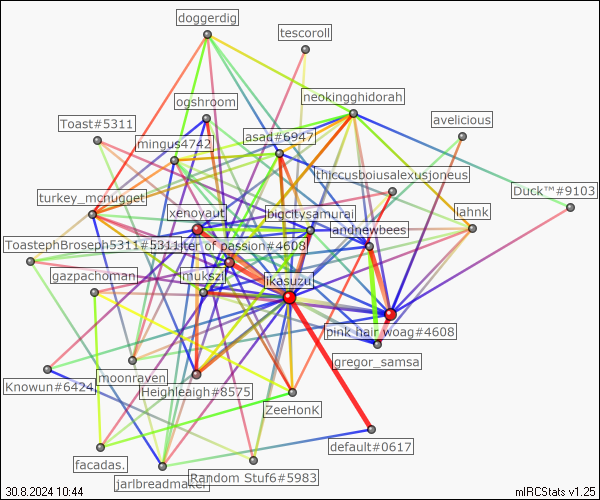 doggerdig
tescoroll
neokingghidorah
ogshroom
Toast#5311
avelicious
mingus4742
asad#6947
thiccusboiusalexusjoneus
Duck™#9103
turkey_mcnugget
xenoyaut
bigcitysamurai
lahnk
andnewbees
ToastephBroseph5311#5311
ter of passion#4608
gazpachoman
imukszi
ikasuzu
pink hair woag#4608
gregor_samsa
moonraven
Knowun#6424
Heighleaigh#8575
ZeeHonK
default#0617
facadas.
jarlbreadmaker
Random Stuf6#5983
30.8.2024 10:44
mIRCStats v1.25